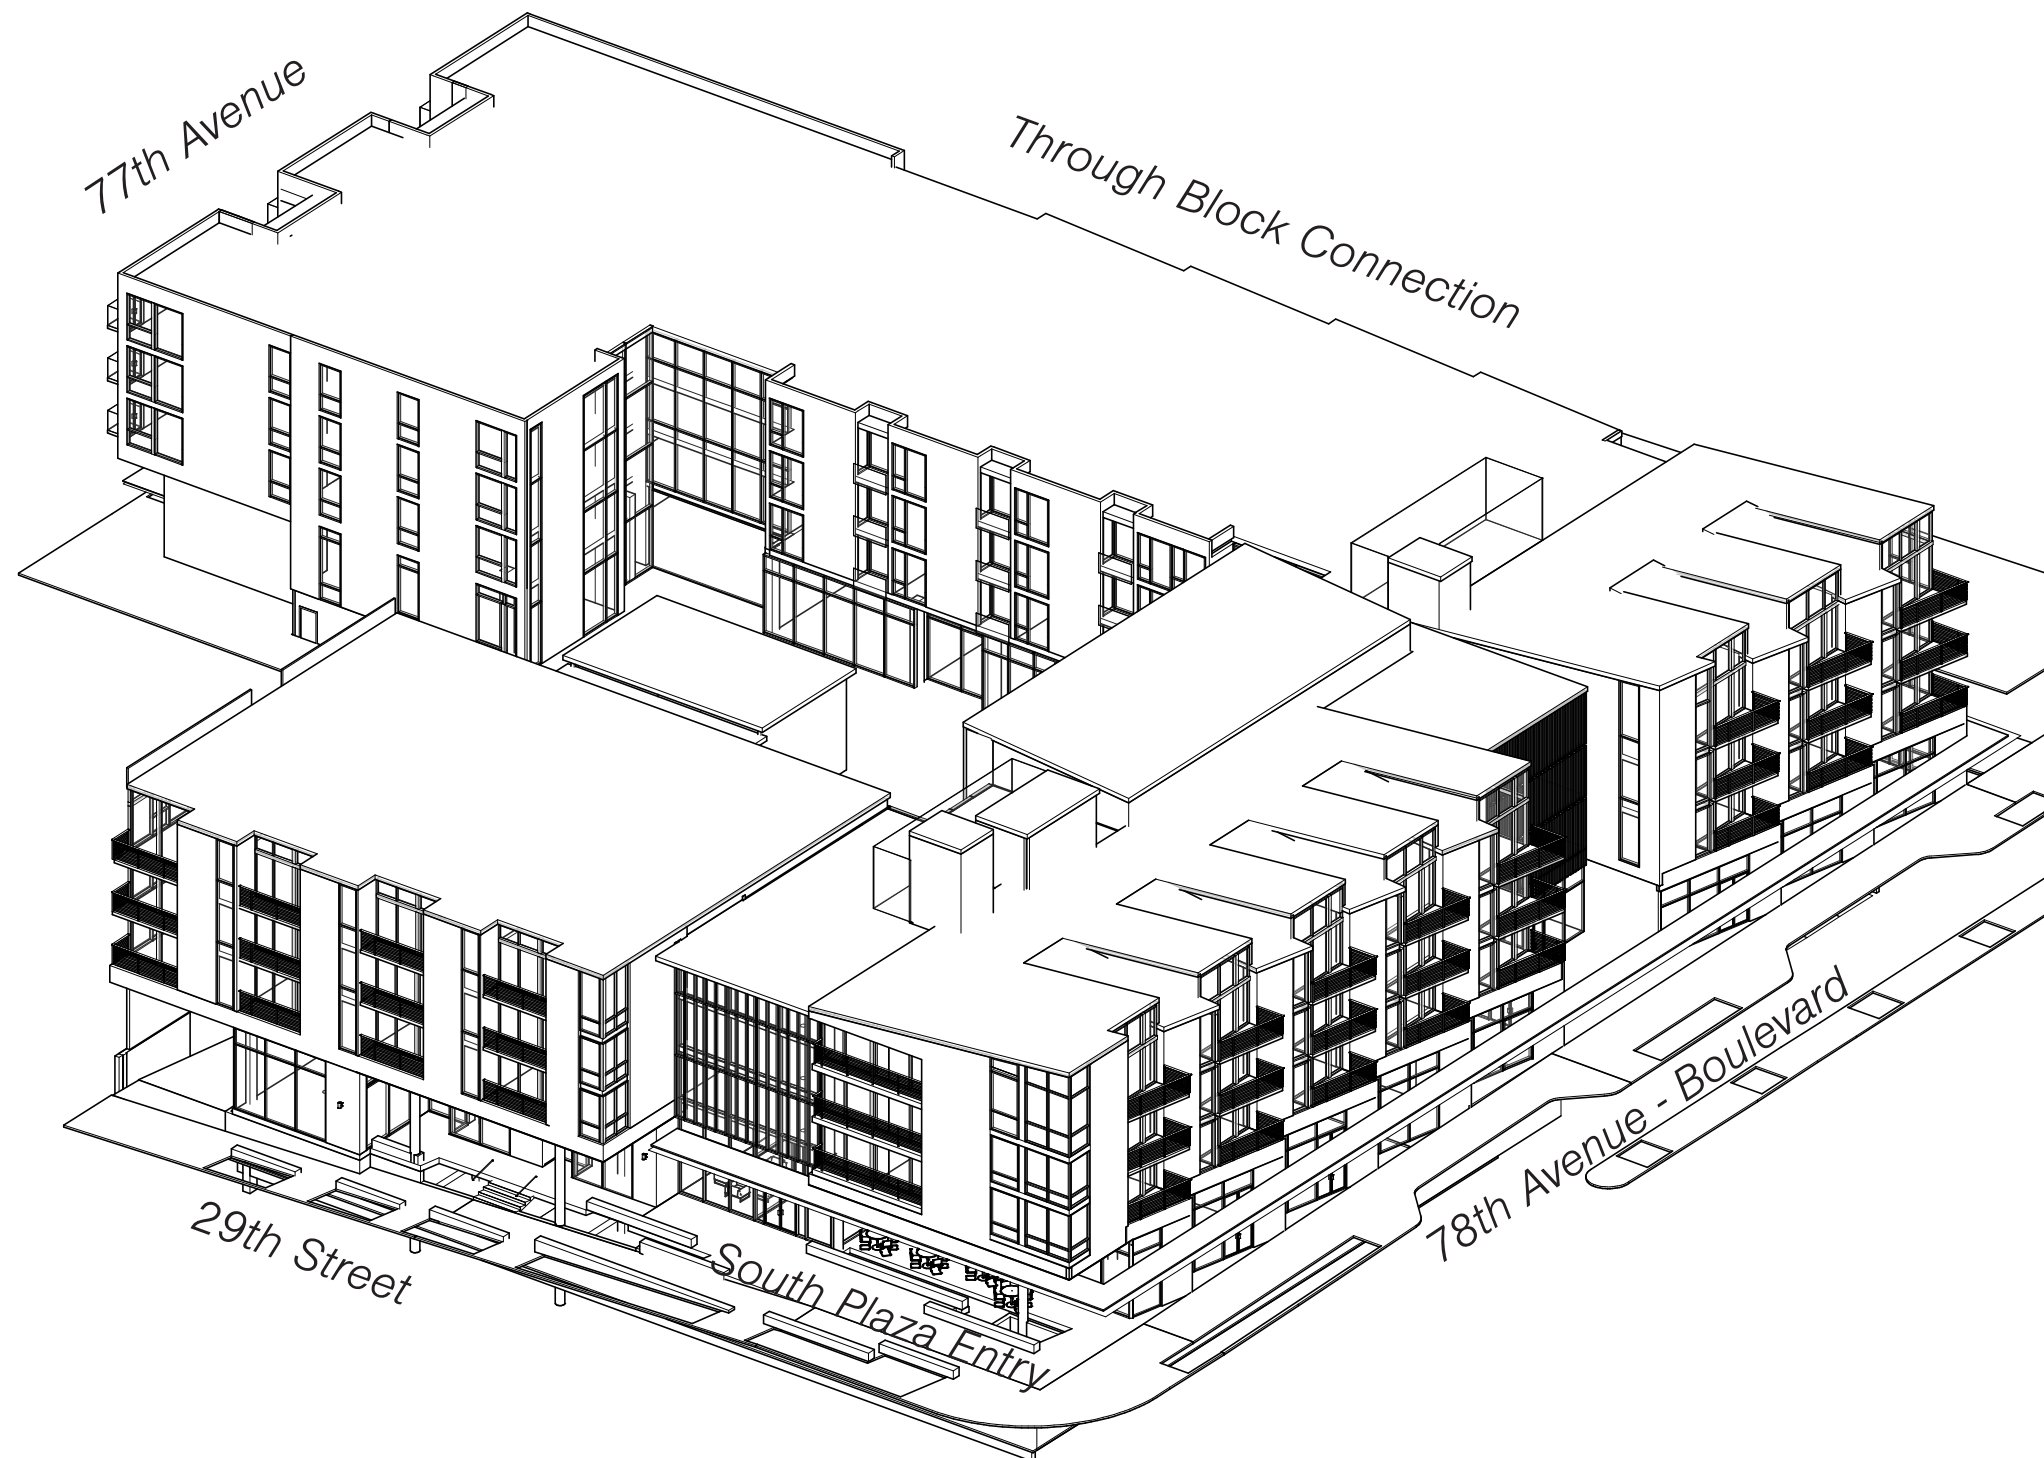 77th Avenue
Through Block Connection
78th Avenue - Boulevard
29th Street
South Plaza Entry